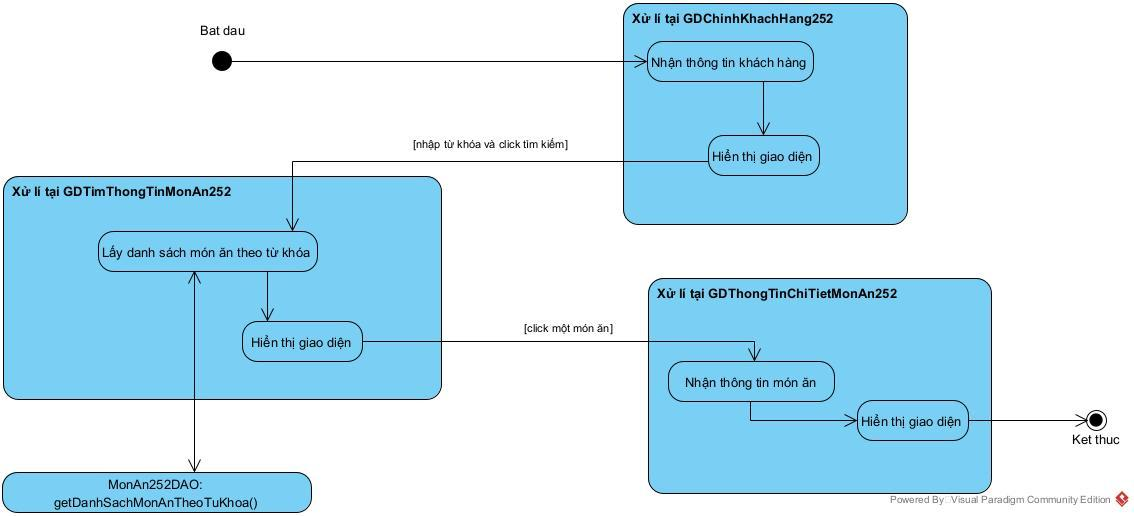 Bat dau
Xử lí tại GDChinhKhachHang252
Nhận thông tin khách hàng
Hiển thị giao diện
[nhập từ khóa và click tìm kiếm]
Xử lí tại GDTimThongTinMonAn252
Lấy danh sách món ăn theo từ khóa
Hiển thị giao diện
[click một món ăn]
Xử lí tại GDThongTinChiTietMonAn252
Nhận thông tin món ăn
Hiển thị giao diện
Ket thuc
MonAn252DAO:
getDanhSachMonAnTheoTuKhoa()
Powered By Visual Paradigm Community Edition